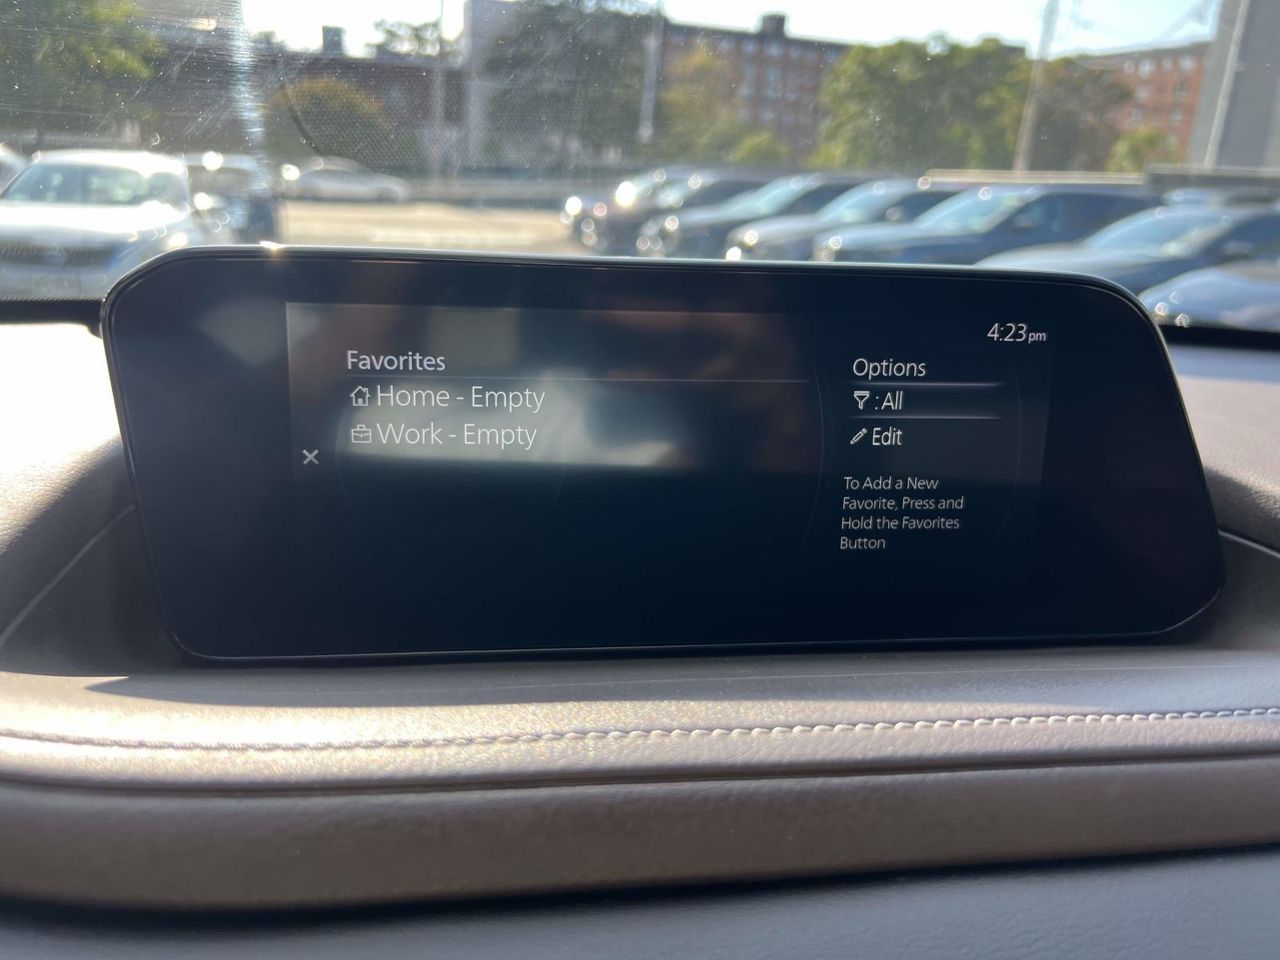 4:23pm
Favorites
Home - Empty
Work - Empty
Options
: All
Edit
To Add a New
Favorite, Press and
Hold the Favorites
Button